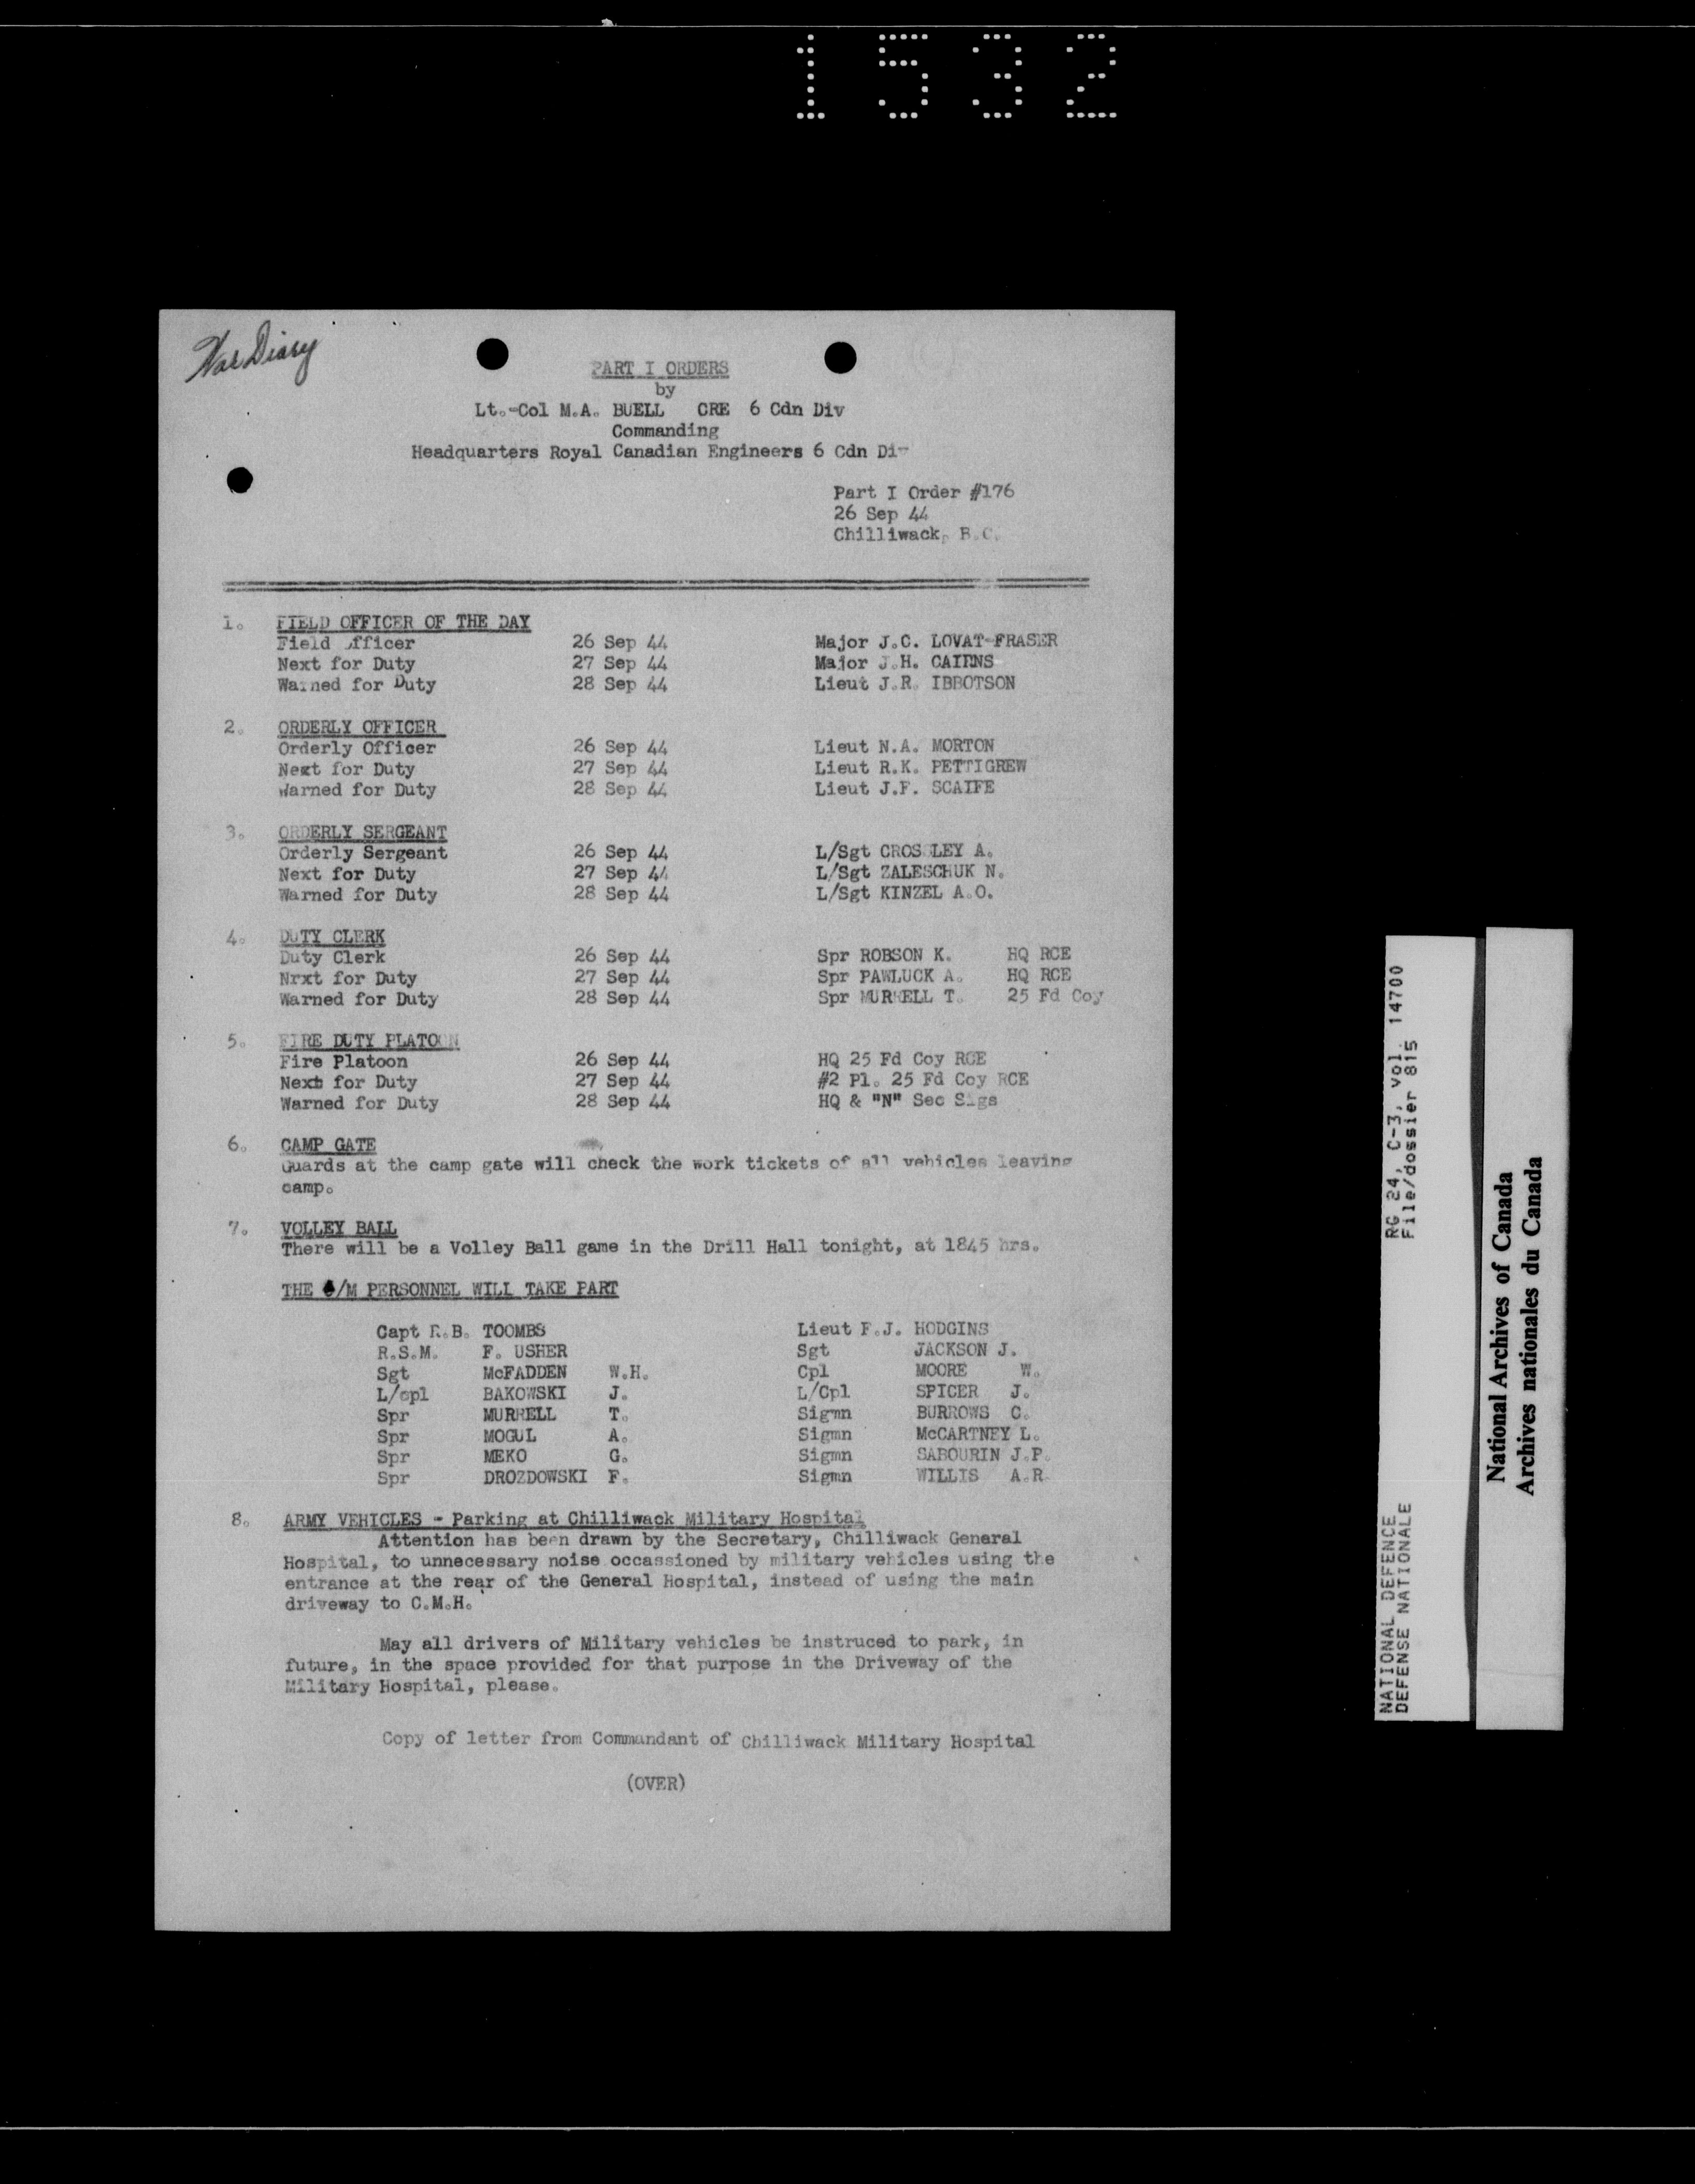 1532
War Diary
PART I ORDERS
by
Lt.-Col M.A. BUELL CRE 6 Cdn Div
Commanding
Headquarters Royal Canadian Engineers 6 Cdn Di
Part I Order #176
26 Sep 44
Chilliwack, B.C.
1. FIELD OFFICER OF THE DAY
Field Officer 26 Sep 44 Major J.C. LOVAT-FRASER
Next for Duty 27 Sep 44 Major J.H. CAIRNS
Warned for Duty 28 Sep 44 Lieut J.R. IBBOTSON
2. ORDERLY OFFICER
Orderly Officer 26 Sep 44 Lieut N.A. MORTON
Next for Duty 27 Sep 44 Lieut R.K. PETTIGREW
Warned for Duty 28 Sep 44 Lieut J.F. SCAIFE
3. ORDERLY SERGEANT
Orderly Sergeant 26 Sep 44 L/Sgt CROSSLEY A.
Next for Duty 27 Sep 44 L/Sgt ZALESCHUK N.
Warned for Duty 28 Sep 44 L/Sgt KINZEL A.O.
4. DUTY CLERK
Duty Clerk 26 Sep 44 Spr ROBSON K. HQ RCE
Nrxt for Duty 27 Sep 44 Spr PAWLUCK A. HQ RCE
Warned for Duty 28 Sep 44 Spr MURRELL T. 25 Fd Coy
5. FIRE DUTY PLATOON
Fire Platoon 26 Sep 44 HQ 25 Fd Coy RCE
Next for Duty 27 Sep 44 #2 Pl. 25 Fd Coy RCE
Warned for Duty 28 Sep 44 HQ & "N" Sec Sigs
6. CAMP GATE
Guards at the camp gate will check the work tickets of all vehicles leaving
camp.
7. VOLLEY BALL
There will be a Volley Ball game in the Drill Hall tonight, at 1845 hrs.
THE /M PERSONNEL WILL TAKE PART
Capt R.B. TOOMBS Lieut F.J. HODGINS
R.S.M. F. USHER Sgt JACKSON J.
Sgt McFADDEN W.H. Cpl MOORE W.
L/cpl BAKOWSKI J. L/Cpl SPICER J.
Spr MURRELL T. Sigmn BURROWS C.
Spr MOGUL A. Sigmn McCARTNEY L.
Spr MEKO G. Sigmn SABOURIN J.P.
Spr DROZDOWSKI F. Sigmn WILLIS A.R.
8. ARMY VEHICLES - Parking at Chilliwack Military Hospital
Attention has been drawn by the Secretary, Chilliwack General
Hospital, to unnecessary noise occassioned by military vehicles using the
entrance at the rear of the General Hospital, instead of using the main
driveway to C.M.H.
May all drivers of Military vehicles be instruced to park, in
future, in the space provided for that purpose in the Driveway of the
Military Hospital, please.
Copy of letter from Commandant of Chilliwack Military Hospital
(OVER)
NATIONAL DEFENCE RG 24, C-3, vol. 14700
DEFENSE NATIONALE File/dossier 815
National Archives of Canada
Archives nationales du Canada